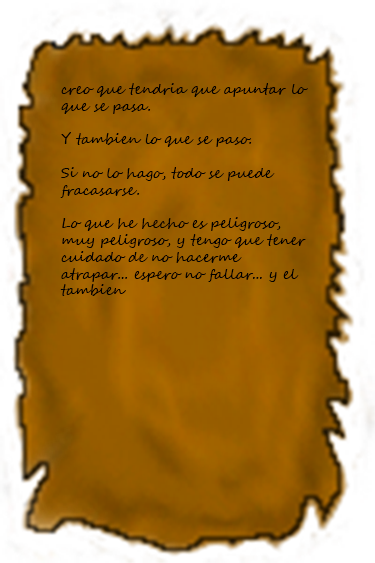 creo que tendria que apuntar lo
que se pasa.
Y tambien lo que se paso.
Si no lo hago, todo se puede
fracasarse.
Lo que he hecho es peligroso,
muy peligroso, y tengo que tener
cuidado de no hacerme
atrapar... espero no fallar... y el
tambien